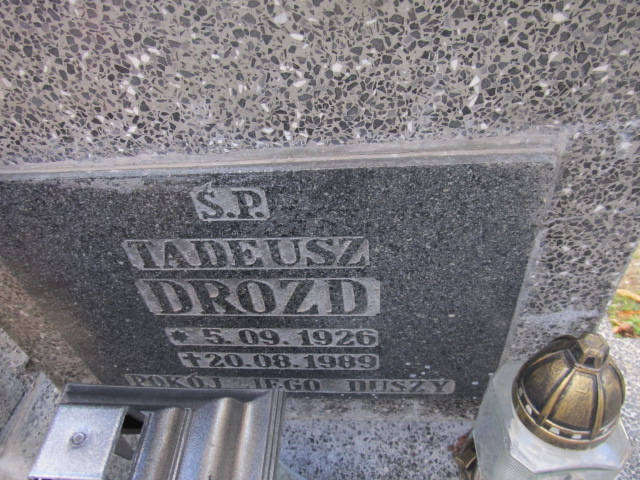 Ś.P.
TADEUSZ
DROZD
* 5.09.1926
✝20.08.1989
POKÓJ JEGO DUSZY